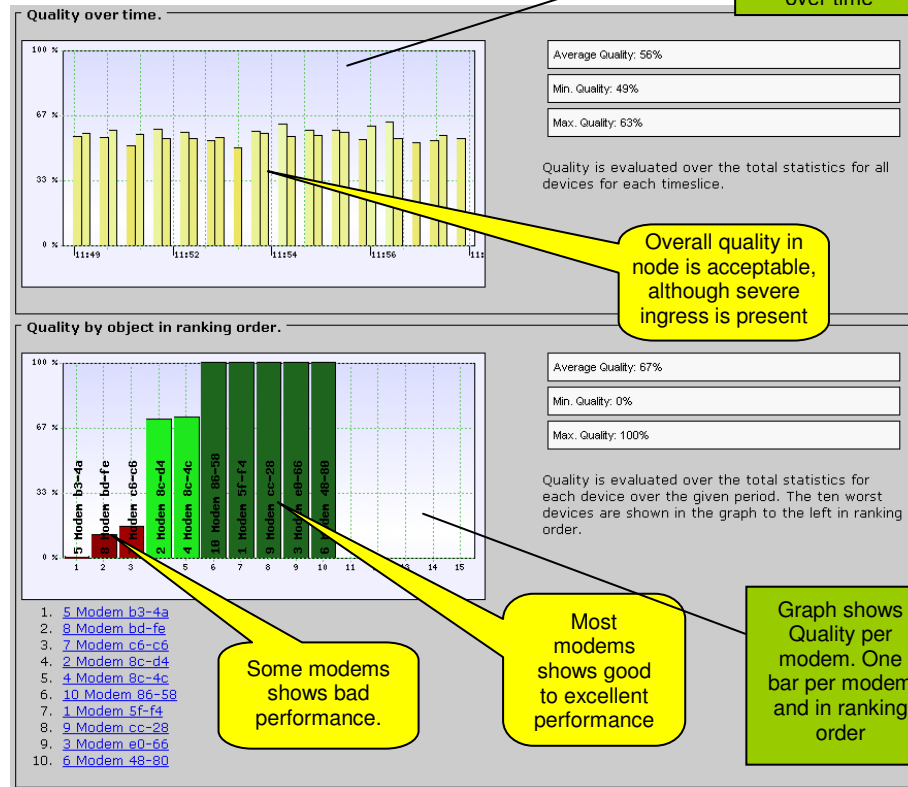 over time
Quality over time.
100 %
67 %
33 %
0 %
11:49
11:52
11:54
11:56
Average Quality: 56%
Min. Quality: 49%
Max. Quality: 63%
Quality is evaluated over the total statistics for all
devices for each timeslice.
Overall quality in
node is acceptable,
although severe
ingress is present
Quality by object in ranking order.
100 %
67 %
33 %
0 %
5 Modem b3-4a
8 Modem bd-fe
Modem c6-c6
2 Modem 8c-d4
4 Modem 8c-4c
10 Modem 86-58
1 Modem 5f-f4
9 Modem cc-28
3 Modem e0-66
6 Modem 48-80
1
2
3
5
6
7
8
9
10
11
13
14
15
Average Quality: 67%
Min. Quality: 0%
Max. Quality: 100%
Quality is evaluated over the total statistics for
each device over the given period. The ten worst
devices are shown in the graph to the left in ranking
order.
1. 5 Modem b3-4a
2. 8 Modem bd-fe
3. 7 Modem c6-c6
4. 2 Modem 8c-d4
5. 4 Modem 8c-4c
6. 10 Modem 86-58
7. 1 Modem 5f-f4
8. 9 Modem cc-28
9. 3 Modem e0-66
10. 6 Modem 48-80
Some modems
shows bad
performance.
Most
modems
shows good
to excellent
performance
Graph shows
Quality per
modem. One
bar per modem
and in ranking
order